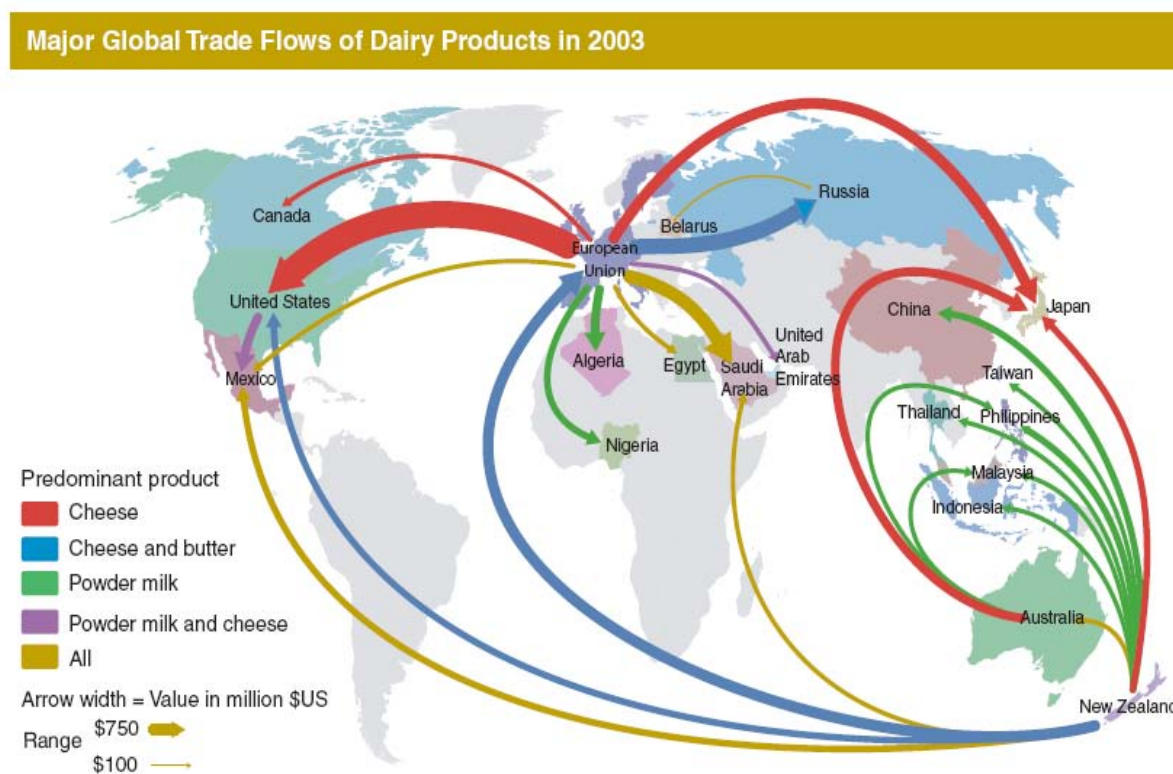 Major Global Trade Flows of Dairy Products in 2003
Canada
Russia
Belarus
European
Union
United States
China
Japan
Mexico
Algeria
Egypt
Saudi
Arabia
United
Arab
Emirates
Taiwan
Thailand
Philippines
Nigeria
Malaysia
Indonesia
Australia
New Zealand
Predominant product
Cheese
Cheese and butter
Powder milk
Powder milk and cheese
All
Arrow width = Value in million $US
Range
$750
$100